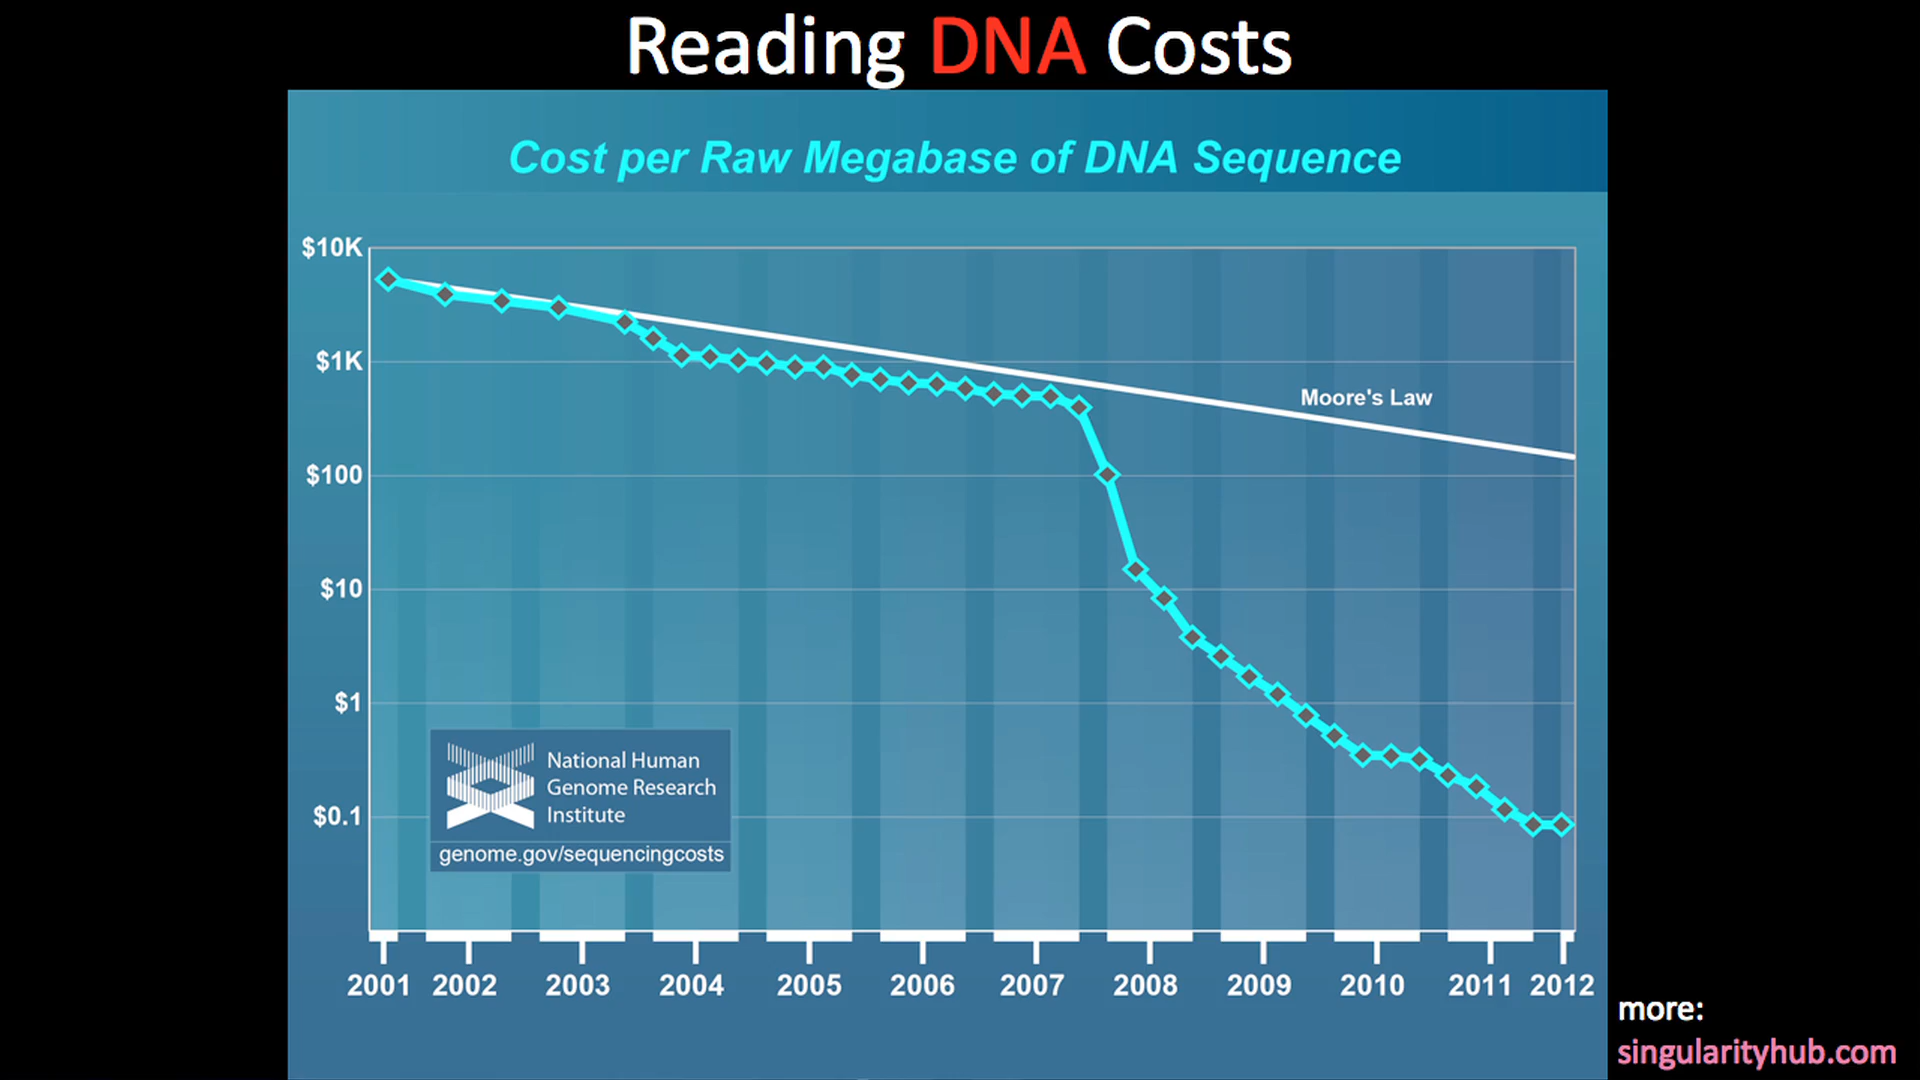 Reading DNA Costs
Cost per Raw Megabase of DNA Sequence
$10K
$1K
$100
$10
$1
$0.1
Moore's Law
National Human
Genome Research
Institute
genome.gov/sequencingcosts
2001 2002 2003 2004 2005 2006 2007 2008 2009 2010 2011 2012
more:
singularityhub.com